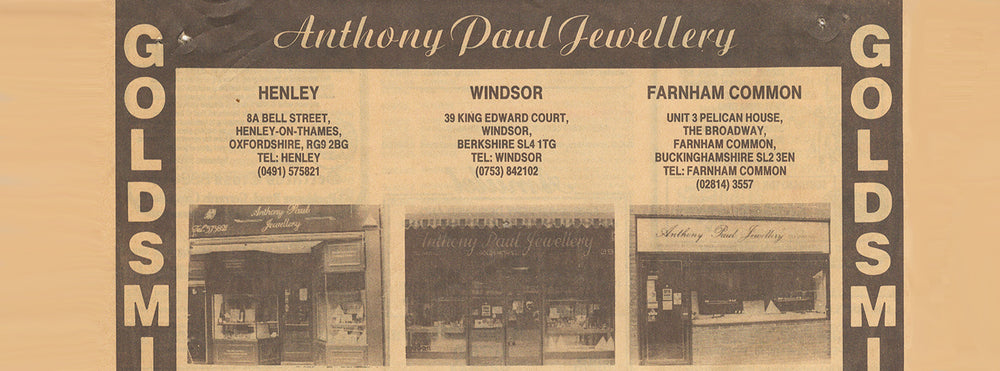 Anthony Paul Jewellery
GOLDSMI
HENLEY
8A BELL STREET,
HENLEY-ON-THAMES,
OXFORDSHIRE, RG9 2BG
TEL: HENLEY
(0491) 575821
WINDSOR
39 KING EDWARD COURT,
WINDSOR,
BERKSHIRE SL4 1TG
TEL: WINDSOR
(0753) 842102
FARNHAM COMMON
UNIT 3 PELICAN HOUSE,
THE BROADWAY,
FARNHAM COMMON,
BUCKINGHAMSHIRE SL2 3EN
TEL: FARNHAM COMMON
(02814) 3557
Anthony Paul
Jewellery
Anthony Paul Jewellery
Anthony Paul Jewellery
GOLDSMI